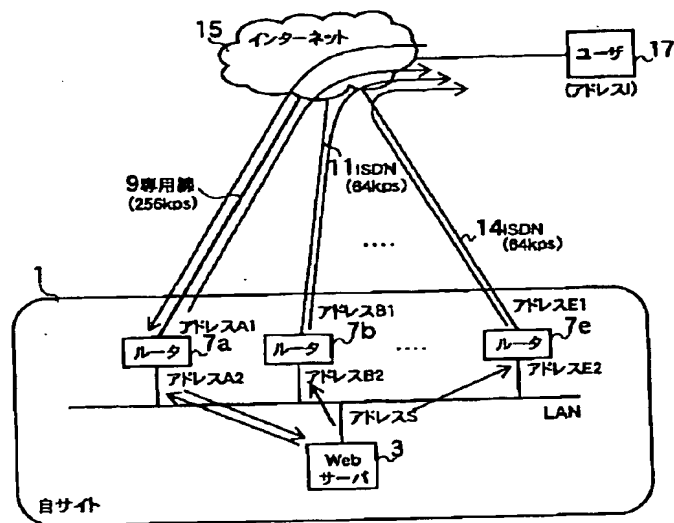 15
インターネット
ユーザ
17
(アドレスI)
9専用線
(256kps)
11ISDN
(64kps)
14ISDN
(64kps)
‥‥
1
アドレスA1
アドレスB1
アドレスE1
ルータ
7a
ルータ
7b
‥‥
ルータ
7e
アドレスA2
アドレスB2
アドレスE2
アドレスS
LAN
Web
サーバ
3
自サイト